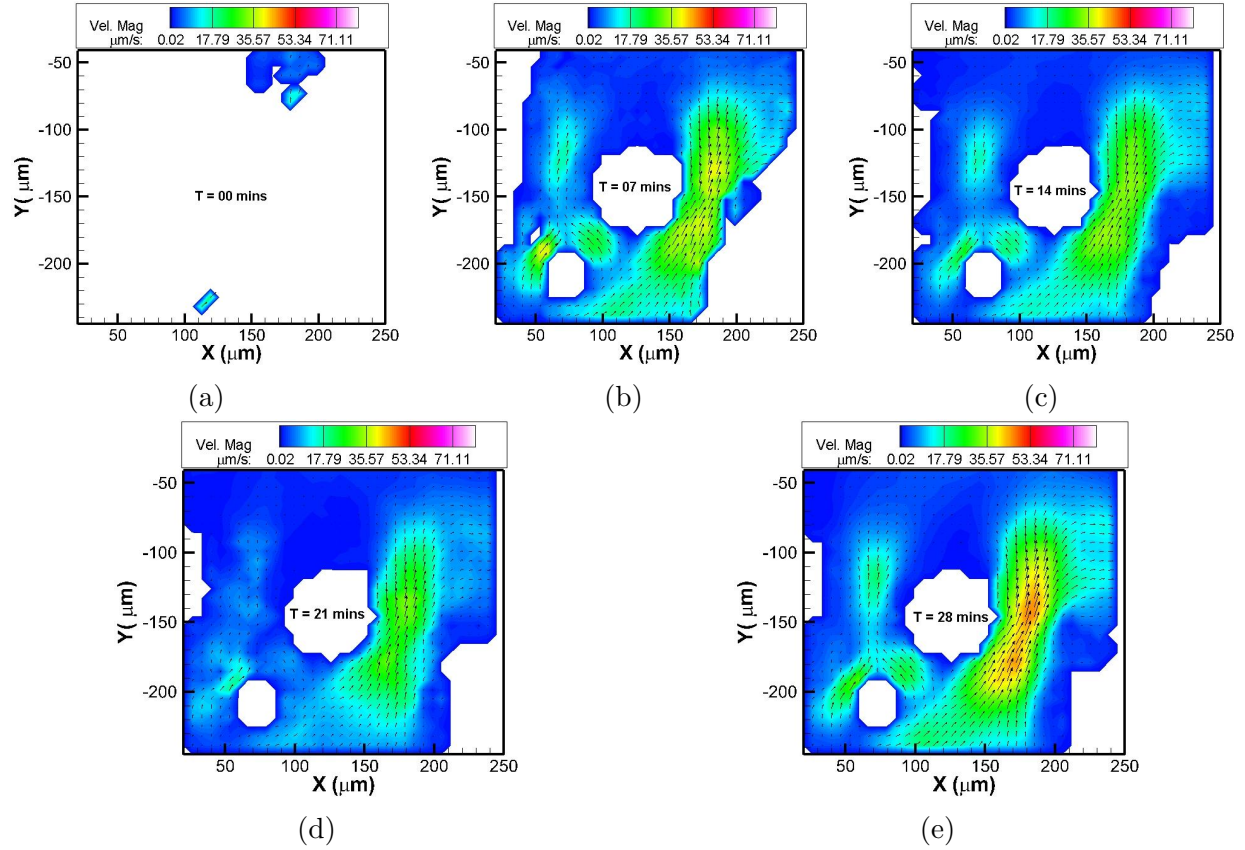 Vel. Mag
μm/s: 0.02 17.79 35.57 53.34 71.11
Y( μm)
-50
-100
-150
-200
T = 00 mins
50 100 150 200 250
X (μm)
(a)
Vel. Mag
μm/s: 0.02 17.79 35.57 53.34 71.11
Y( μm)
-50
-100
-150
-200
T = 07 mins
50 100 150 200 250
X (μm)
(b)
Vel. Mag
μm/s: 0.02 17.79 35.57 53.34 71.11
Y( μm)
-50
-100
-150
-200
T = 14 mins
50 100 150 200 250
X (μm)
(c)
Vel. Mag
μm/s: 0.02 17.79 35.57 53.34 71.11
Y( μm)
-50
-100
-150
-200
T = 21 mins
50 100 150 200 250
X (μm)
(d)
Vel. Mag
μm/s: 0.02 17.79 35.57 53.34 71.11
Y( μm)
-50
-100
-150
-200
T = 28 mins
50 100 150 200 250
X (μm)
(e)